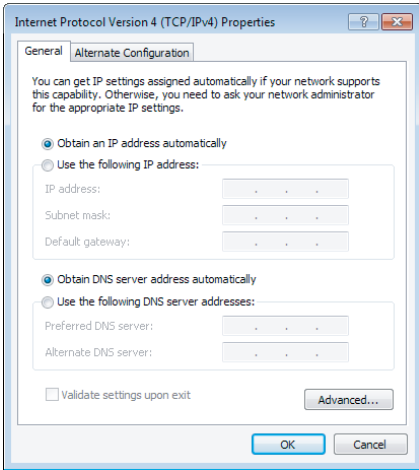 Internet Protocol Version 4 (TCP/IPv4) Properties
General
Alternate Configuration
You can get IP settings assigned automatically if your network supports
this capability. Otherwise, you need to ask your network administrator
for the appropriate IP settings.
Obtain an IP address automatically
Use the following IP address:
IP address:
Subnet mask:
Default gateway:
Obtain DNS server address automatically
Use the following DNS server addresses:
Preferred DNS server:
Alternate DNS server:
Validate settings upon exit
Advanced...
OK
Cancel